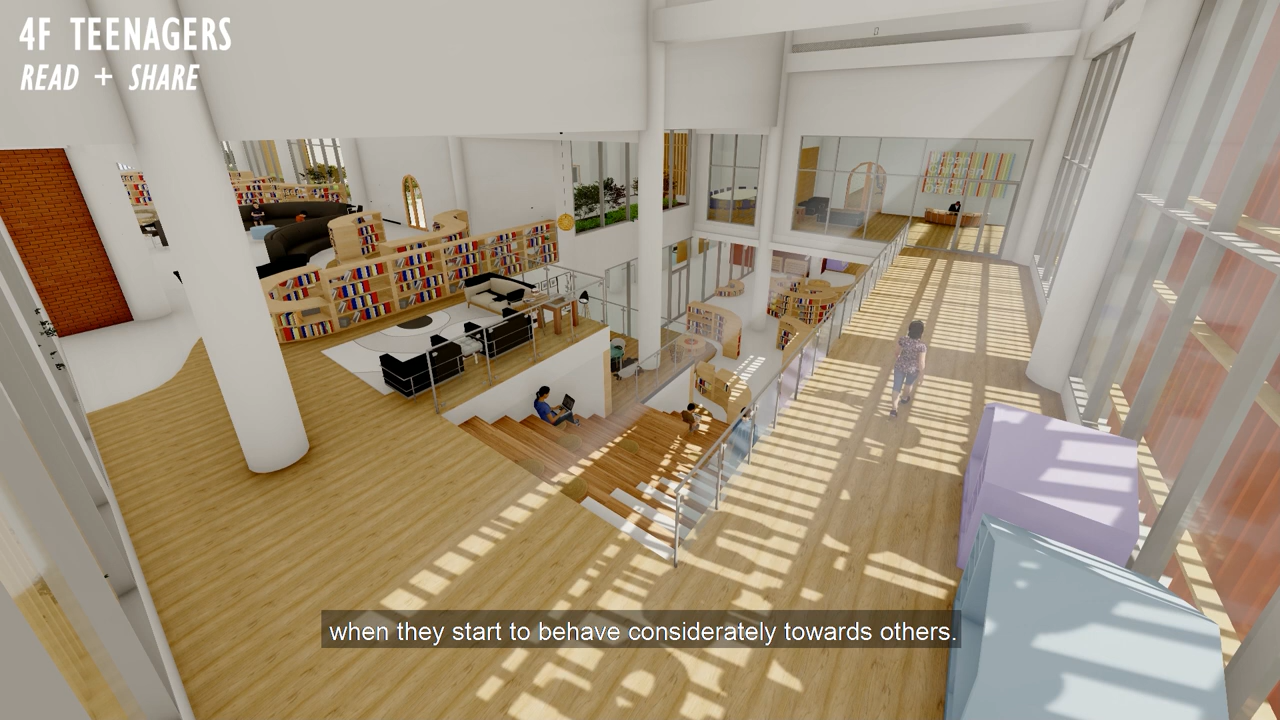 4F TEENAGERS
READ + SHARE
when they start to behave considerately towards others.